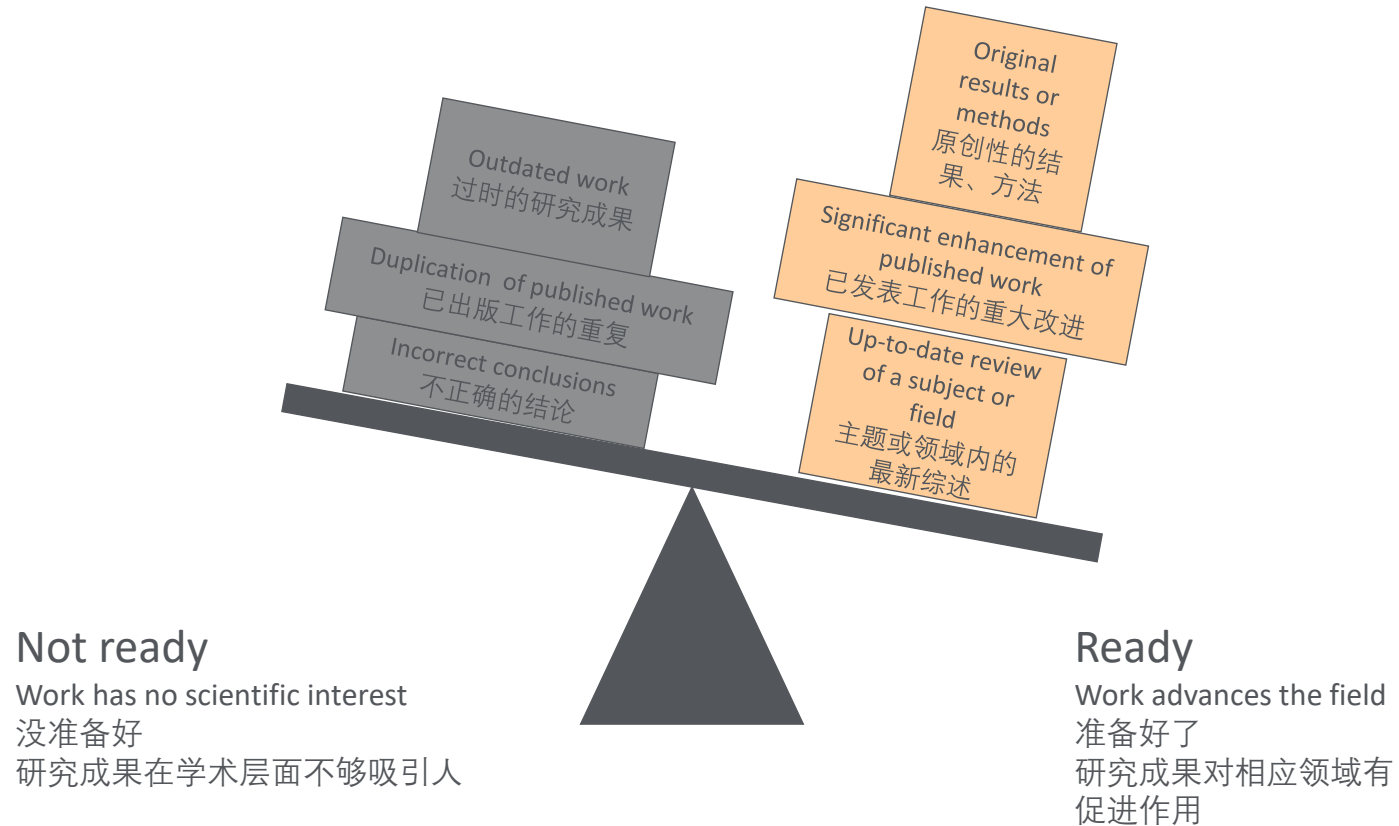 Original
results or
methods
原创性的结
果、方法
Outdated work
过时的研究成果
Significant enhancement of
published work
已发表工作的重大改进
Duplication of published work
已出版工作的重复
Up-to-date review
of a subject or
field
主题或领域内的
最新综述
Incorrect conclusions
不正确的结论
Not ready
Work has no scientific interest
没准备好
研究成果在学术层面不够吸引人
Ready
Work advances the field
准备好了
研究成果对相应领域有
促进作用